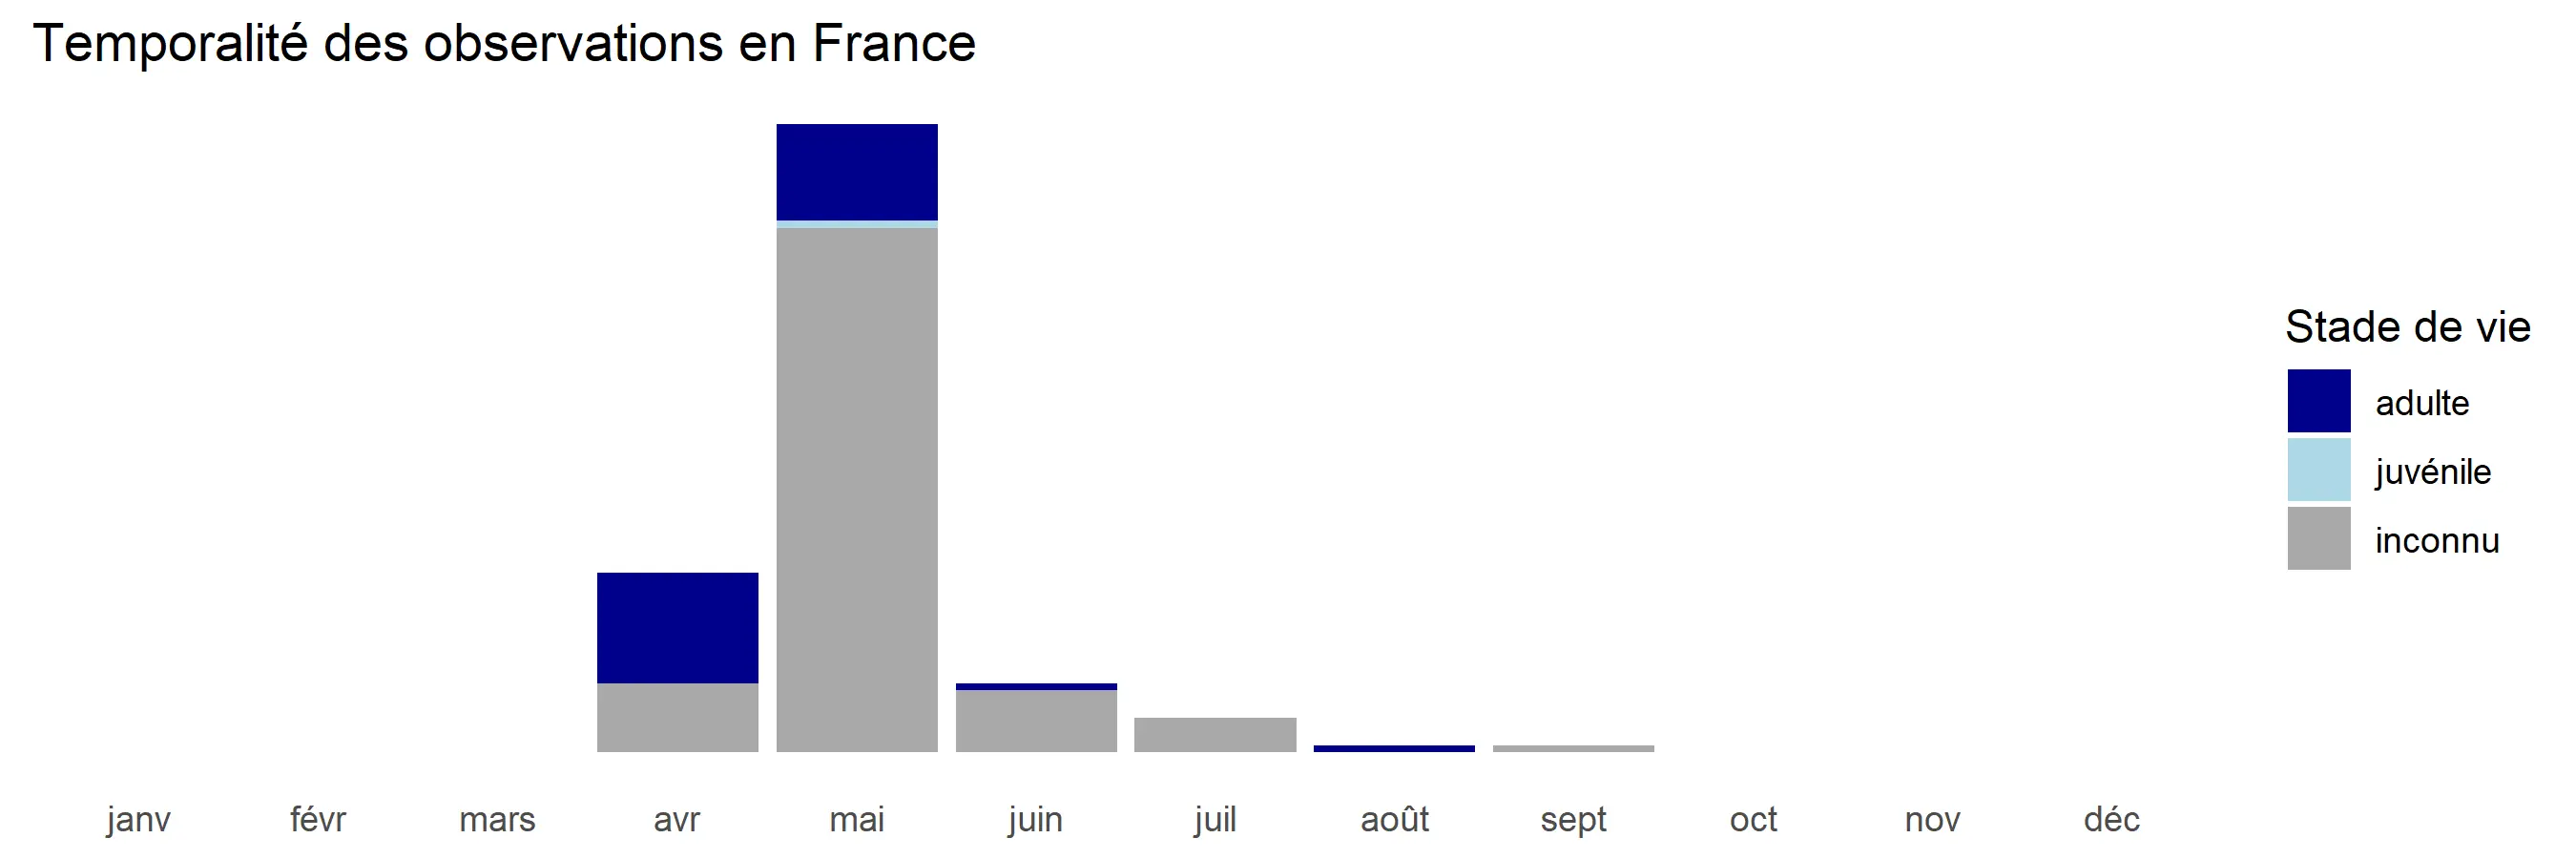 Temporalité des observations en France
Stade de vie
adulte
juvénile
inconnu
janv févr mars avr mai juin juil août sept oct nov déc